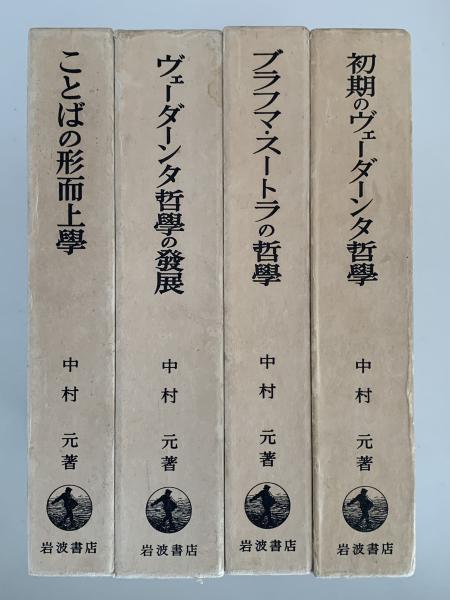 初期のヴェーダーンタ哲學
中村 元著
岩波書店
ブラフマ・スートラの哲學
中村 元著
岩波書店
ヴェーダーンタ哲學の發展
中村 元著
岩波書店
ことばの形而上學
中村 元著
岩波書店